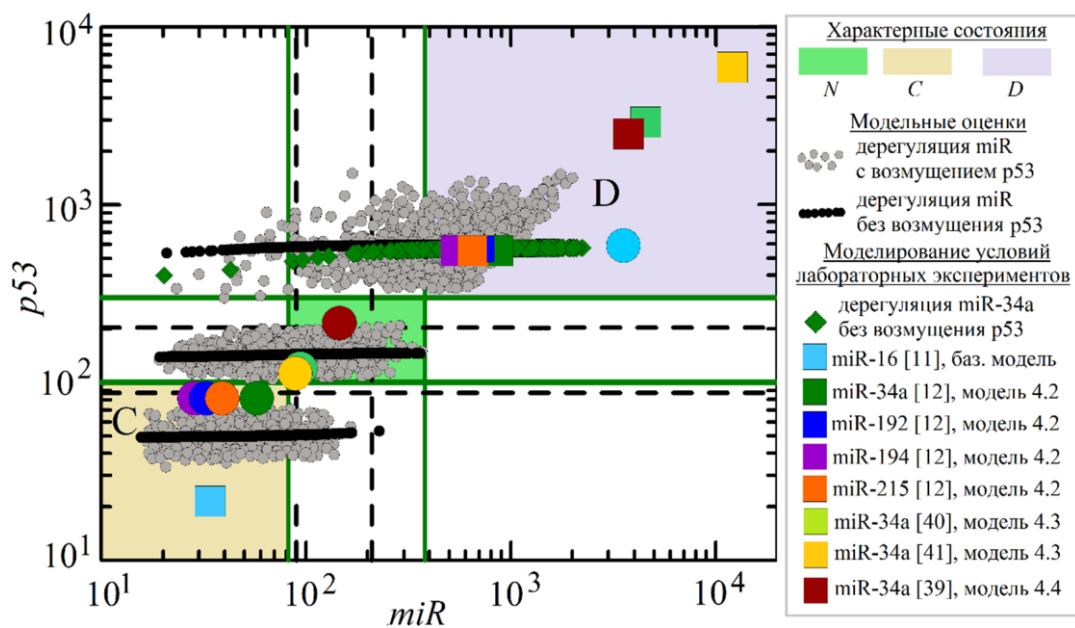 10^4
10^3
10^2
10^1
p53
D
C
10^1
10^2
10^3
10^4
miR
Характерные состояния
N C D
Модельные оценки
дерегуляция miR
с возмущением p53
дерегуляция miR
без возмущения p53
Моделирование условий
лабораторных экспериментов
дерегуляция miR-34a
без возмущения p53
miR-16 [11], баз. модель
miR-34a [12], модель 4.2
miR-192 [12], модель 4.2
miR-194 [12], модель 4.2
miR-215 [12], модель 4.2
miR-34a [40], модель 4.3
miR-34a [41], модель 4.3
miR-34a [39], модель 4.4